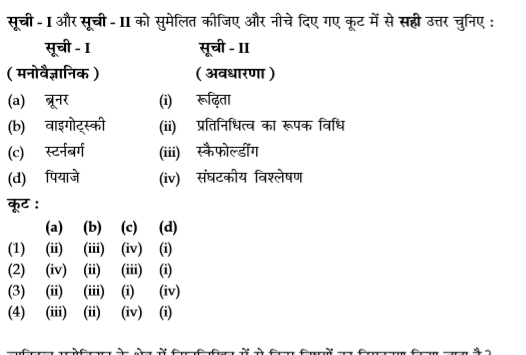 सूची - I और सूची - II को सुमेलित कीजिए और नीचे दिए गए कूट में से सही उत्तर चुनिए :
सूची - I सूची - II
( मनोवैज्ञानिक ) ( अवधारणा )
(a) ब्रूनर (i) रूढ़िता
(b) वाइगोट्स्की (ii) प्रतिनिधित्व का रूपक विधि
(c) स्टर्नबर्ग (iii) स्कैफोल्डींग
(d) पियाजे (iv) संघटकीय विश्लेषण
कूट :
(a) (b) (c) (d)
(1) (ii) (iii) (iv) (i)
(2) (iv) (ii) (iii) (i)
(3) (ii) (iii) (i) (iv)
(4) (iii) (ii) (iv) (i)